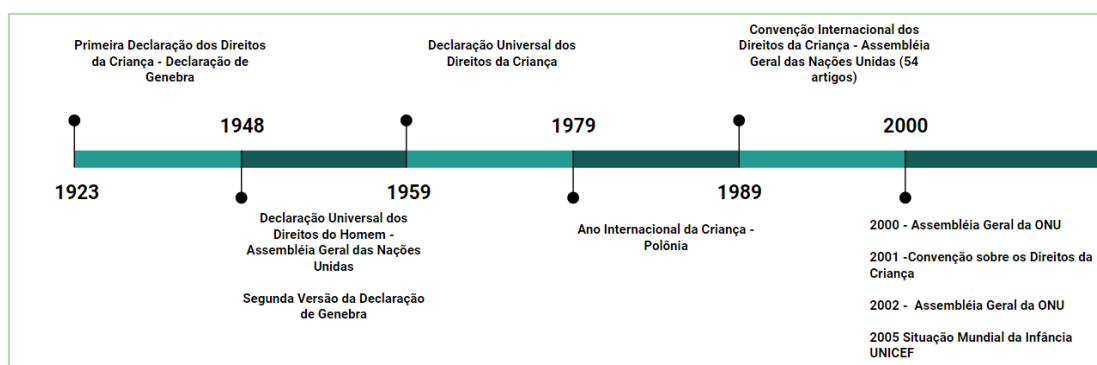 Primeira Declaração dos Direitos
da Criança - Declaração de
Genebra
1923
1948
Declaração Universal dos
Direitos do Homem -
Assembléia Geral das Nações
Unidas
Segunda Versão da Declaração
de Genebra
Declaração Universal dos
Direitos da Criança
1959
1979
Ano Internacional da Criança -
Polônia
Convenção Internacional dos
Direitos da Criança - Assembléia
Geral das Nações Unidas (54
artigos)
1989
2000
2000 - Assembléia Geral da ONU
2001 -Convenção sobre os Direitos da
Criança
2002 -  Assembléia Geral da ONU
2005 Situação Mundial da Infância
UNICEF